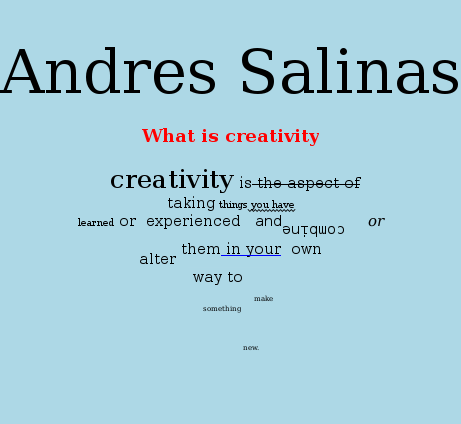 Andres Salinas
What is creativity
creativity is the aspect of
taking things you have
learned or experienced and combine or
alter them in your own
way to
make
something
new.